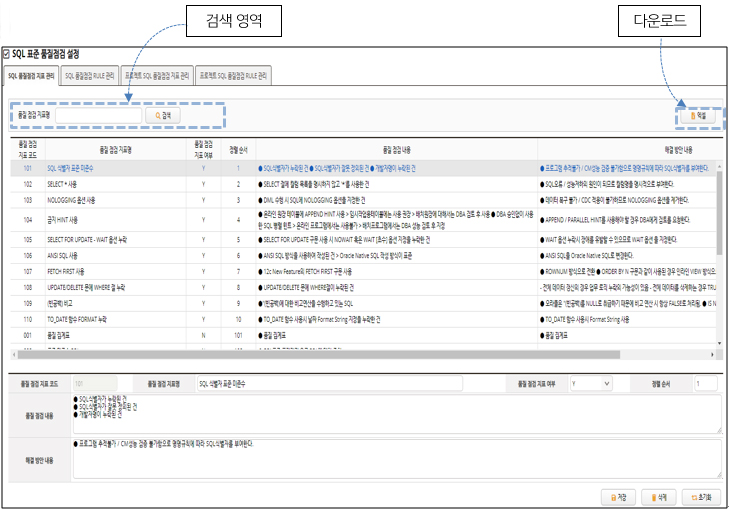 검색 영역
다운로드
SQL 표준 품질점검 설정
SQL 품질점검 지표 관리
SQL 품질점검 RULE 관리
프로젝트 SQL 품질점검 지표 관리
프로젝트 SQL 품질점검 RULE 관리
품질 점검 지표명
검색
엑셀
품질 점검 지표 코드 품질 점검 지표명 품질 점검 지표 여부 정렬 순서 품질 점검 내용 해결 방안 내용
101 SQL 식별자 표준 미준수 Y 1 ● SQL식별자가 누락된 건 ● SQL식별자가 잘못 정의된 건 ● 개발자명이 누락된 건 ● 프로그램 추적불가 / CM성능 검증 불가함으로 명명규칙에 따라 SQL식별자를 부여한다.
102 SELECT * 사용 Y 2 ● SELECT 절에 컬럼 목록을 명시하지 않고 *를 사용한 건 ● SQL오류 / 성능저하의 원인이 되므로 컬럼명을 명시적으로 부여한다.
103 NOLOGGING 옵션 사용 Y 3 ● DML 수행 시 SQL에 NOLOGGING 옵션을 지정한 건 ● 데이터 복구 불가 / CDC 적용이 불가하므로 NOLOGGING 옵션을 제거한다.
104 금지 HINT 사용 Y 4 ● 온라인 원장 테이블에 APPEND HINT 사용 > 임시작업용테이블에는 사용 권장 > 배치원장에 대해서는 DBA 검토 후 사용 ● DBA 승인없이 사용한 SQL 병렬 힌트 > 온라인 프로그램에서는 사용불가 > 배치프로그램에서는 DBA 성능 검토 후 지정 ● APPEND / PARALLEL HINT를 사용해야 할 경우 DBA에게 검토를 요청한다.
105 SELECT FOR UPDATE - WAIT 옵션 누락 Y 5 ● SELECT FOR UPDATE 구문 사용 시 NOWAIT 혹은 WAIT [초수] 옵션 지정을 누락한 건 ● WAIT 옵션 누락시 장애를 유발할 수 있으므로 WAIT 옵션을 지정한다.
106 ANSI SQL 사용 Y 6 ● ANSI SQL 방식을 사용하여 작성된 건 > Oracle Native SQL 작성 방식이 표준 ● ANSI SQL을 Oracle SQL로 변경한다.
107 FETCH FIRST 사용 Y 7 ● 12c New Feature의 FETCH FIRST 구문 사용 ● ROWNUM 방식으로 전환 ● ORDER BY N 구문과 같이 사용된 경우 인라인 VIEW 방식으
108 UPDATE/DELETE 문에 WHERE 절 누락 Y 8 ● UPDATE/DELETE 문에 WHERE절이 누락된 건 - 전체 데이터 갱신의 경우 업무 로직 누락의 가능성이 있음 - 전체 데이터를 삭제하는 경우 TRU
109 ''(빈공백) 비교 Y 9 ● ''(빈공백)에 대한 비교연산을 수행하고 있는 SQL ● 오라클은 ''(빈공백)을 NULL로 취급하기 때문에 비교 연산 시 항상 FALSE로 처리됨. ● IS N
110 TO_DATE 함수 FORMAT 누락 Y 10 ● TO_DATE 함수 사용시 날짜 Format String 지정을 누락한 건 ● TO_DATE 함수 사용시 Format String 사용
001 품질 집계표 N 101 ● 품질 집계표 ● 품질 집계표
품질 점검 지표 코드 101 품질 점검 지표명 SQL 식별자 표준 미준수 품질 점검 지표 여부 Y 정렬 순서 1
품질 점검 내용
● SQL식별자가 누락된 건
● SQL식별자가 잘못 정의된 건
● 개발자명이 누락된 건
해결 방안 내용
● 프로그램 추적불가 / CM성능 검증 불가함으로 명명규칙에 따라 SQL식별자를 부여한다.
저장
삭제
초기화